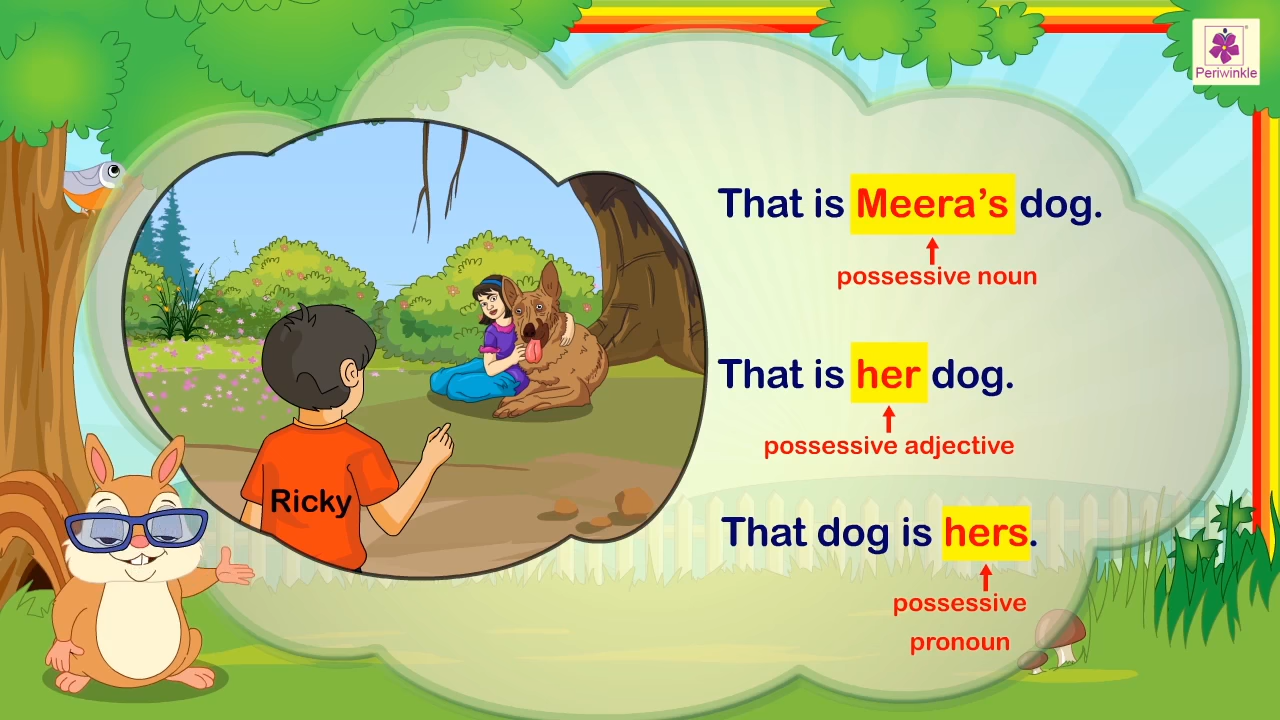 Periwinkle
That is Meera’s dog.
possessive noun
That is her dog.
possessive adjective
Ricky
That dog is hers.
possessive
pronoun